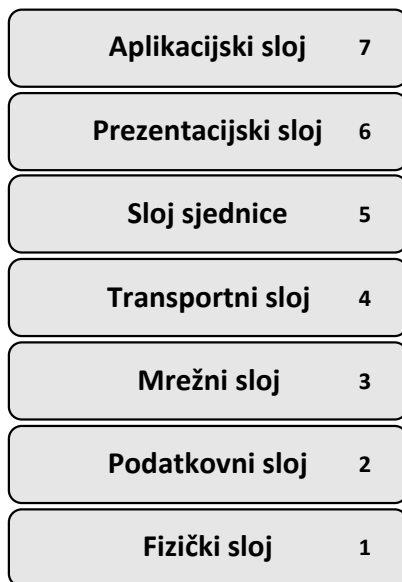 Aplikacijski sloj 7
Prezentacijski sloj 6
Sloj sjednice 5
Transportni sloj 4
Mrežni sloj 3
Podatkovni sloj 2
Fizički sloj 1